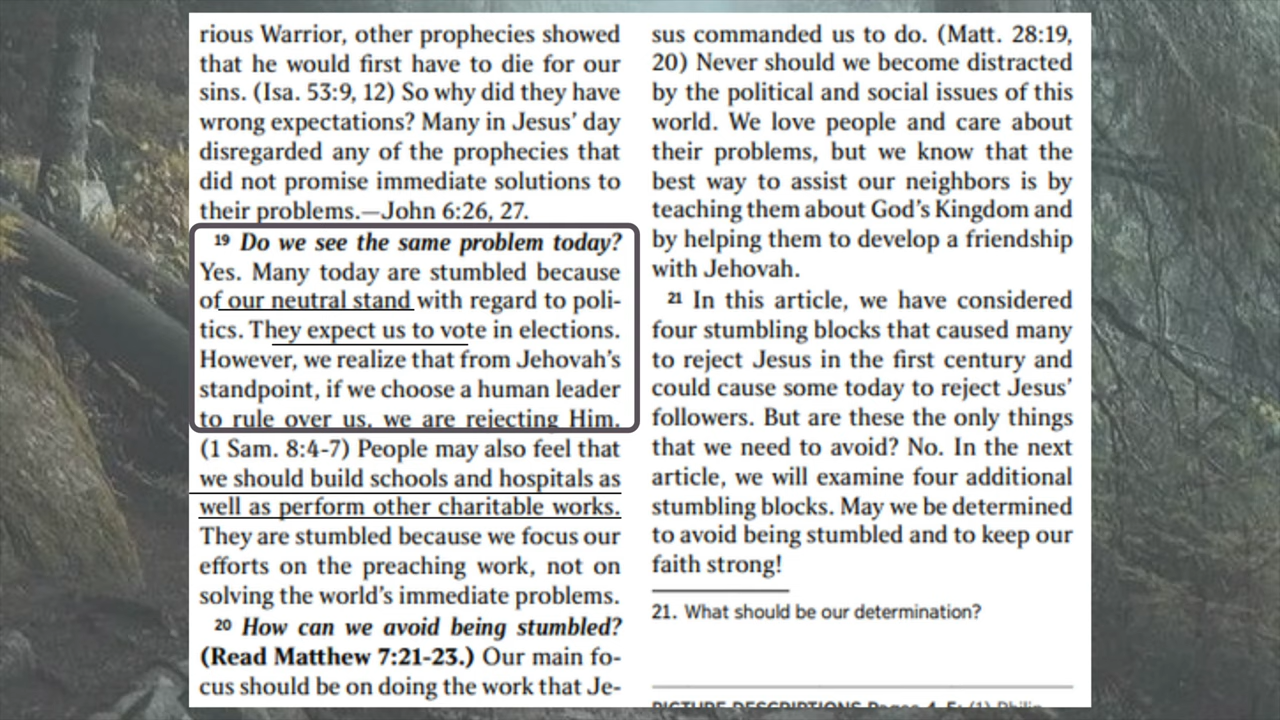 rious Warrior, other prophecies showed
that he would first have to die for our
sins. (Isa. 53:9, 12) So why did they have
wrong expectations? Many in Jesus’ day
disregarded any of the prophecies that
did not promise immediate solutions to
their problems.—John 6:26, 27.
19 Do we see the same problem today?
Yes. Many today are stumbled because
of our neutral stand with regard to poli-
tics. They expect us to vote in elections.
However, we realize that from Jehovah’s
standpoint, if we choose a human leader
to rule over us, we are rejecting Him.
(1 Sam. 8:4-7) People may also feel that
we should build schools and hospitals as
well as perform other charitable works.
They are stumbled because we focus our
efforts on the preaching work, not on
solving the world’s immediate problems.
20 How can we avoid being stumbled?
(Read Matthew 7:21-23.) Our main fo-
cus should be on doing the work that Je-
sus commanded us to do. (Matt. 28:19,
20) Never should we become distracted
by the political and social issues of this
world. We love people and care about
their problems, but we know that the
best way to assist our neighbors is by
teaching them about God’s Kingdom and
by helping them to develop a friendship
with Jehovah.
21 In this article, we have considered
four stumbling blocks that caused many
to reject Jesus in the first century and
could cause some today to reject Jesus’
followers. But are these the only things
that we need to avoid? No. In the next
article, we will examine four additional
stumbling blocks. May we be determined
to avoid being stumbled and to keep our
faith strong!
21. What should be our determination?
PICTURE DESCRIPTIONS Pages 4-5: (1) Philip